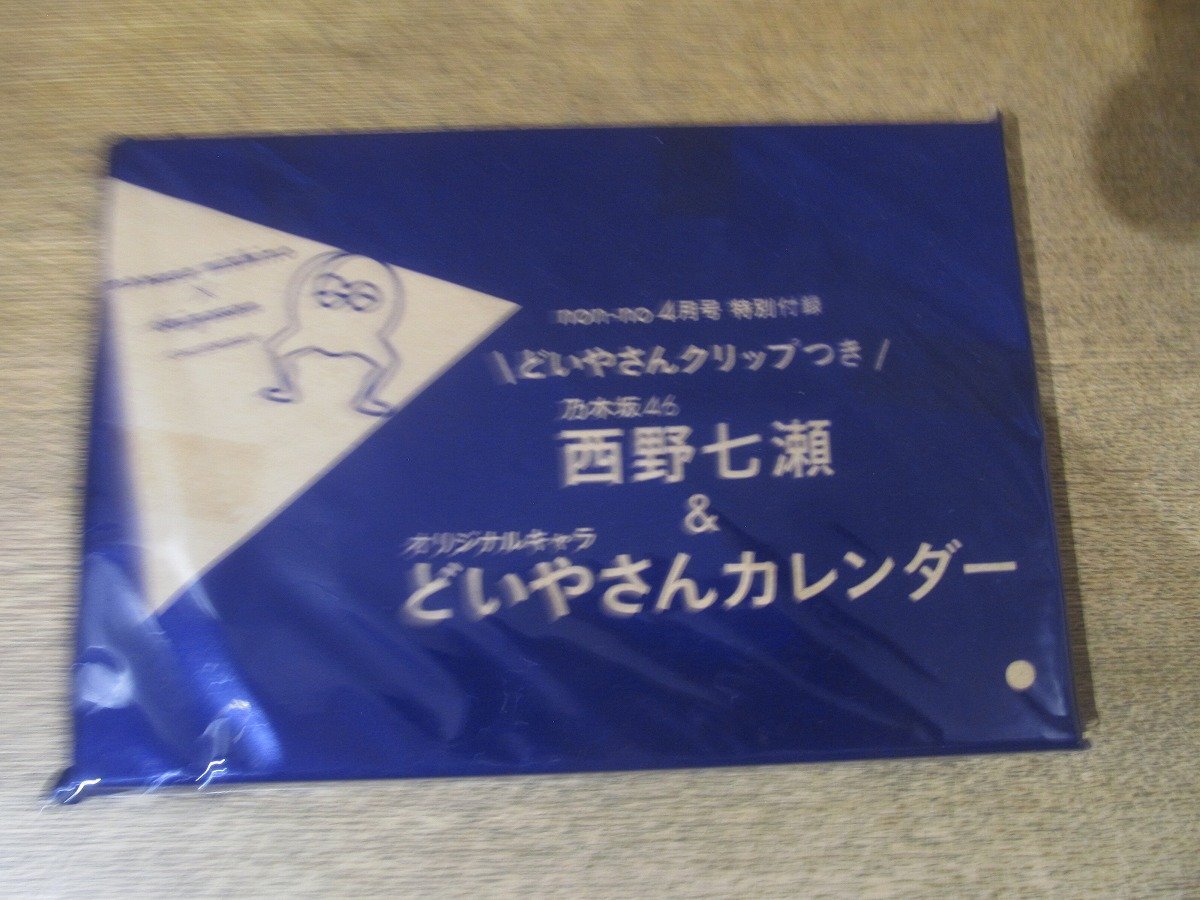 non-no 4月号 特別付録
\どいやさんクリップつき/
乃木坂46
西野七瀬
&
オリジナルキャラ
どいやさんカレンダー